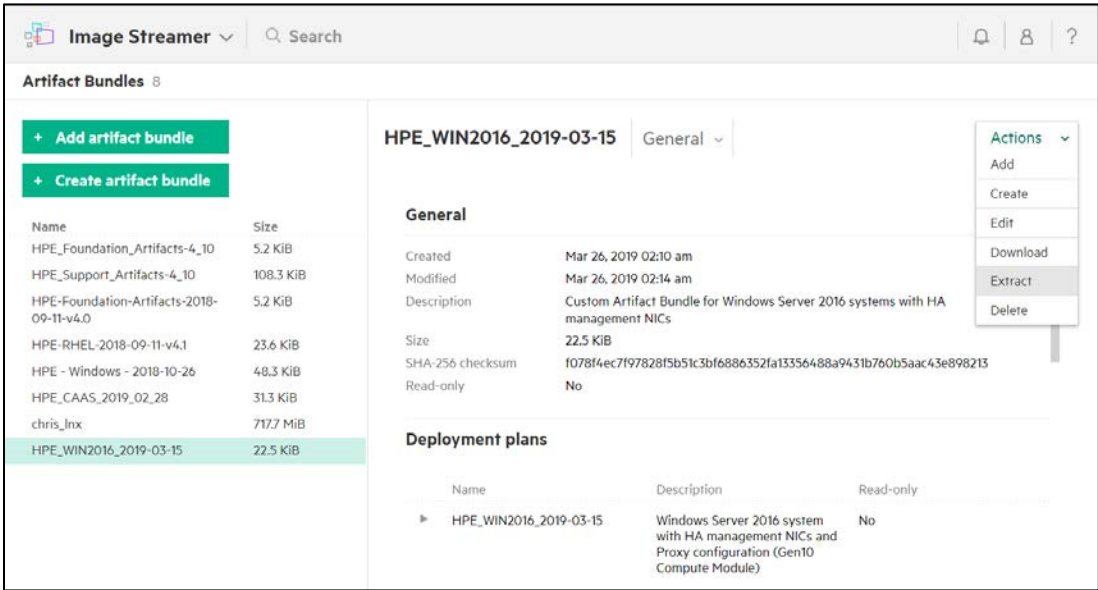 Image Streamer
Search
?
Artifact Bundles 8
+ Add artifact bundle
+ Create artifact bundle
Name Size
HPE_Foundation_Artifacts-4_10 5.2 KiB
HPE_Support_Artifacts-4_10 108.3 KiB
HPE-Foundation-Artifacts-2018- 5.2 KiB
09-11-v4.0
HPE-RHEL-2018-09-11-v4.1 23.6 KiB
HPE - Windows - 2018-10-26 48.3 KiB
HPE_CAAS_2019_02_28 31.3 KiB
chris_lnx 717.7 MiB
HPE_WIN2016_2019-03-15 22.5 KiB
HPE_WIN2016_2019-03-15 General
Actions
Add
Create
Edit
Download
Extract
Delete
General
Created Mar 26, 2019 02:10 am
Modified Mar 26, 2019 02:14 am
Description Custom Artifact Bundle for Windows Server 2016 systems with HA
management NICs
Size 22.5 KiB
SHA-256 checksum f078f4ec7f97828f5b51c3bf6886352fa13356488a9431b760b5aac43e898213
Read-only No
Deployment plans
Name Description Read-only
HPE_WIN2016_2019-03-15 Windows Server 2016 system No
with HA management NICs and
Proxy configuration (Gen10
Compute Module)